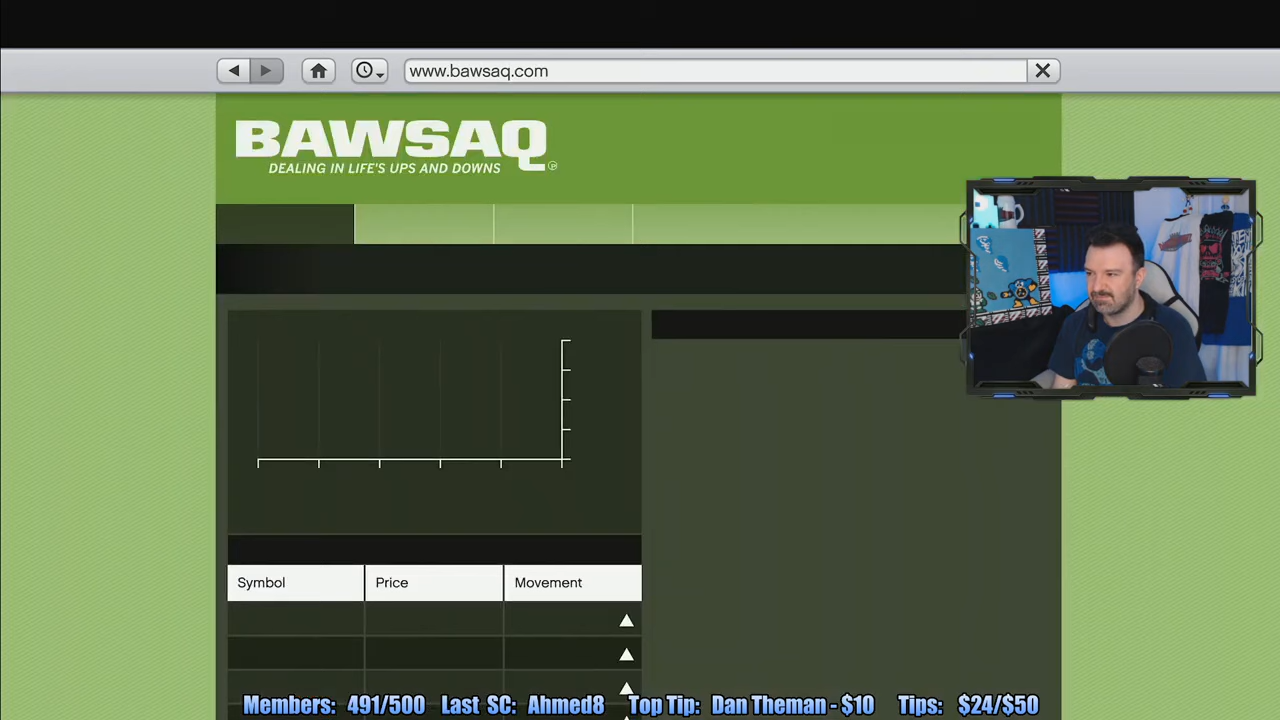 www.bawsaq.com
BAWSAQ
DEALING IN LIFE'S UPS AND DOWNS
Symbol Price Movement
Members: 491/500 Last SC: Ahmed8 Top Tip: Dan Theman - $10 Tips: $24/$50